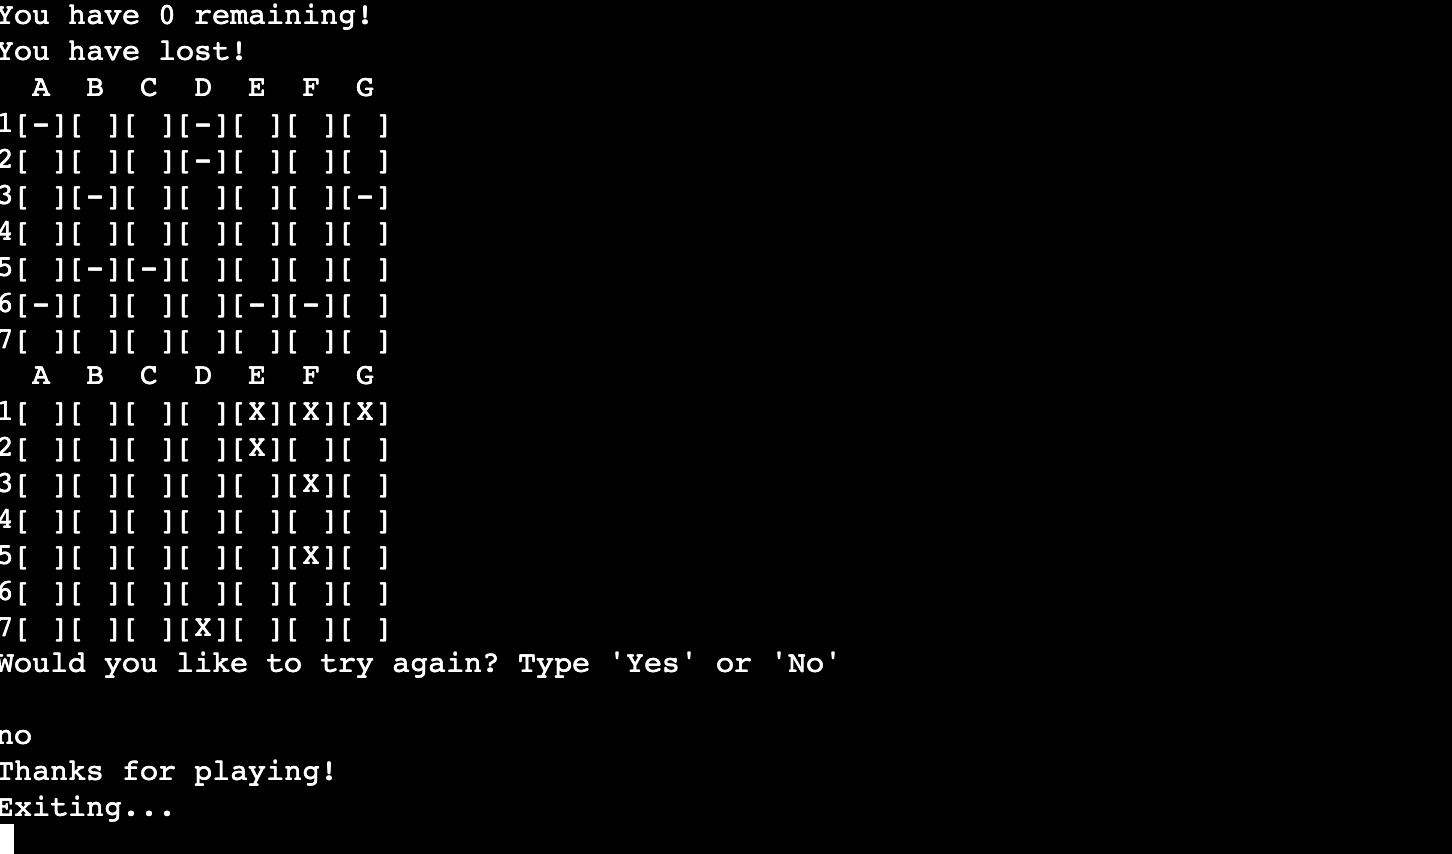 You have 0 remaining!
You have lost!
  A  B  C  D  E  F  G
1[-][ ][ ][-][ ][ ][ ]
2[ ][ ][ ][-][ ][ ][ ]
3[ ][-][ ][ ][ ][ ][-]
4[ ][ ][ ][ ][ ][ ][ ]
5[ ][-][-][ ][ ][ ][ ]
6[-][ ][ ][ ][-][-][ ]
7[ ][ ][ ][ ][ ][ ][ ]
  A  B  C  D  E  F  G
1[ ][ ][ ][ ][X][X][X]
2[ ][ ][ ][ ][X][ ][ ]
3[ ][ ][ ][ ][ ][X][ ]
4[ ][ ][ ][ ][ ][ ][ ]
5[ ][ ][ ][ ][ ][X][ ]
6[ ][ ][ ][ ][ ][ ][ ]
7[ ][ ][ ][X][ ][ ][ ]
Would you like to try again? Type 'Yes' or 'No'
no
Thanks for playing!
Exiting...